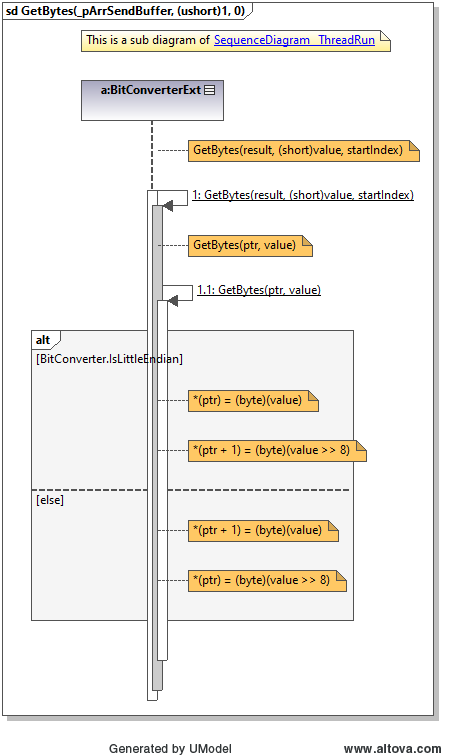 sd GetBytes(_pArrSendBuffer, (ushort)1, 0)
This is a sub diagram of SequenceDiagram_ThreadRun
a:BitConverterExt
GetBytes(result, (short)value, startIndex)
1: GetBytes(result, (short)value, startIndex)
GetBytes(ptr, value)
1.1: GetBytes(ptr, value)
alt
[BitConverter.IsLittleEndian]
*(ptr) = (byte)(value)
*(ptr + 1) = (byte)(value >> 8)
[else]
*(ptr + 1) = (byte)(value)
*(ptr) = (byte)(value >> 8)
Generated by UModel
www.altova.com